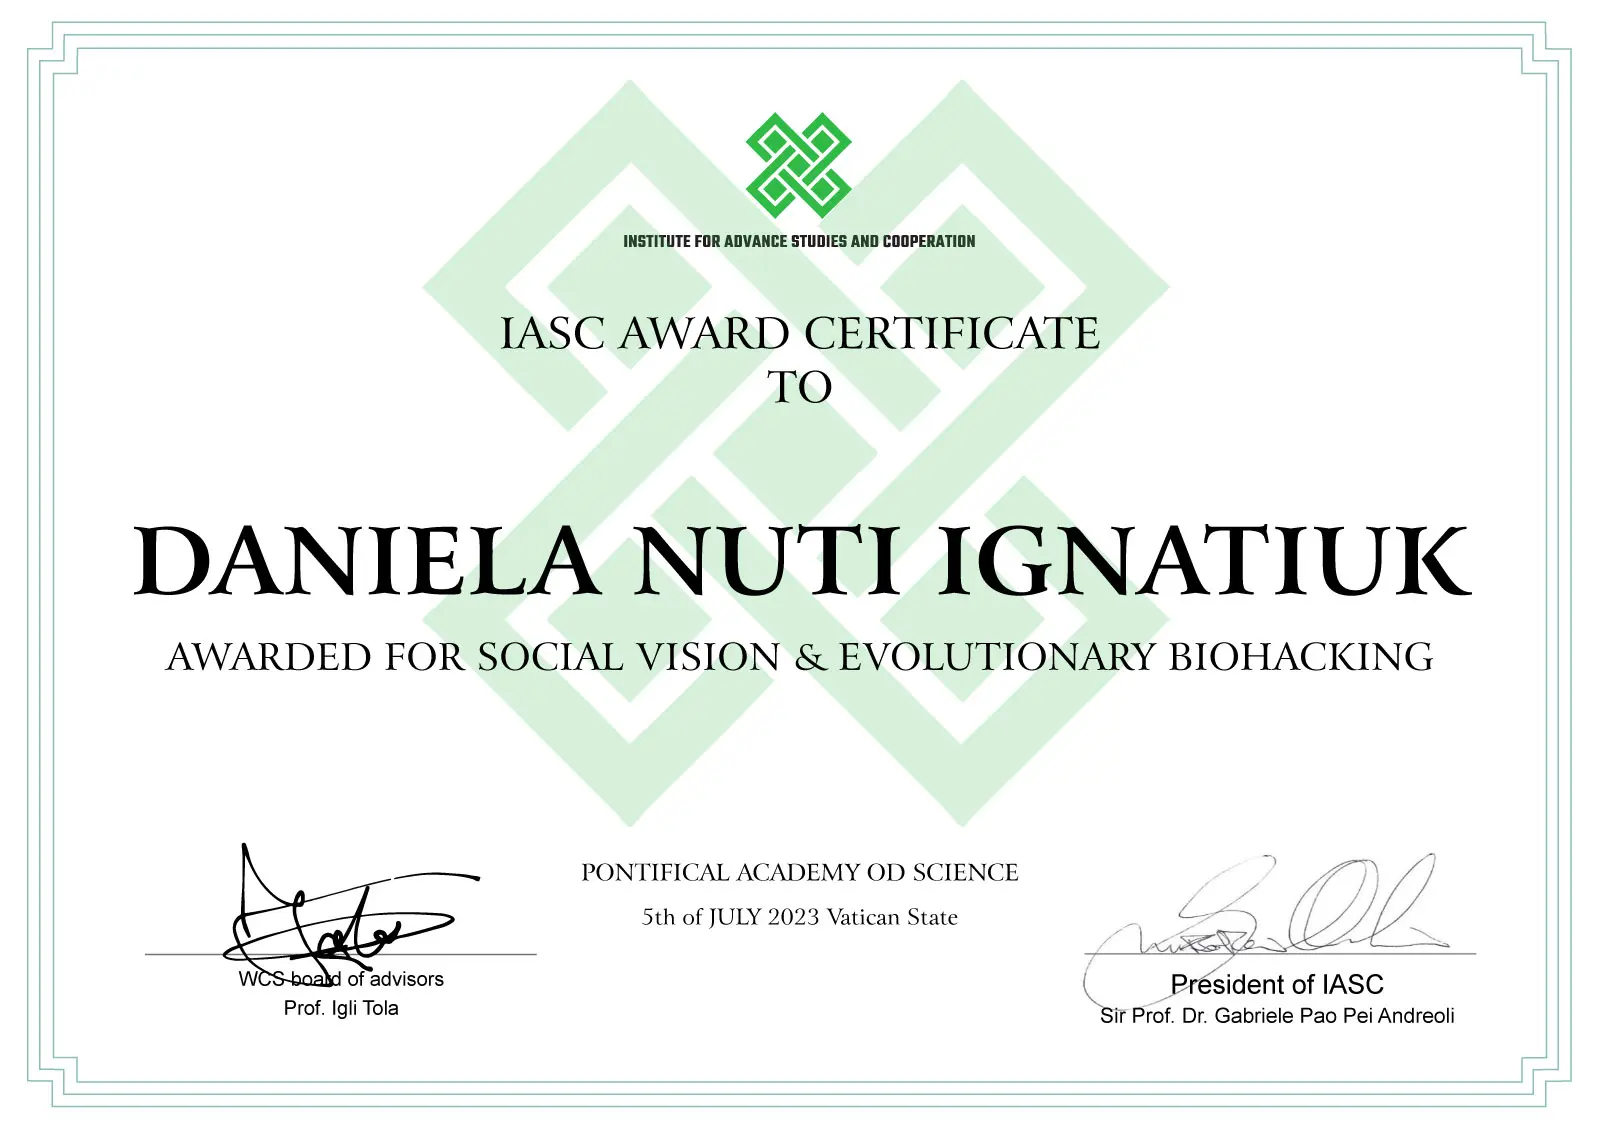 INSTITUTE FOR ADVANCE STUDIES AND COOPERATION
IASC AWARD CERTIFICATE
TO
DANIELA NUTI IGNATIUK
AWARDED FOR SOCIAL VISION & EVOLUTIONARY BIOHACKING
PONTIFICAL ACADEMY OD SCIENCE
5th of JULY 2023 Vatican State
WCS board of advisors
Prof. Igli Tola
President of IASC
Sir Prof. Dr. Gabriele Pao Pei Andreoli